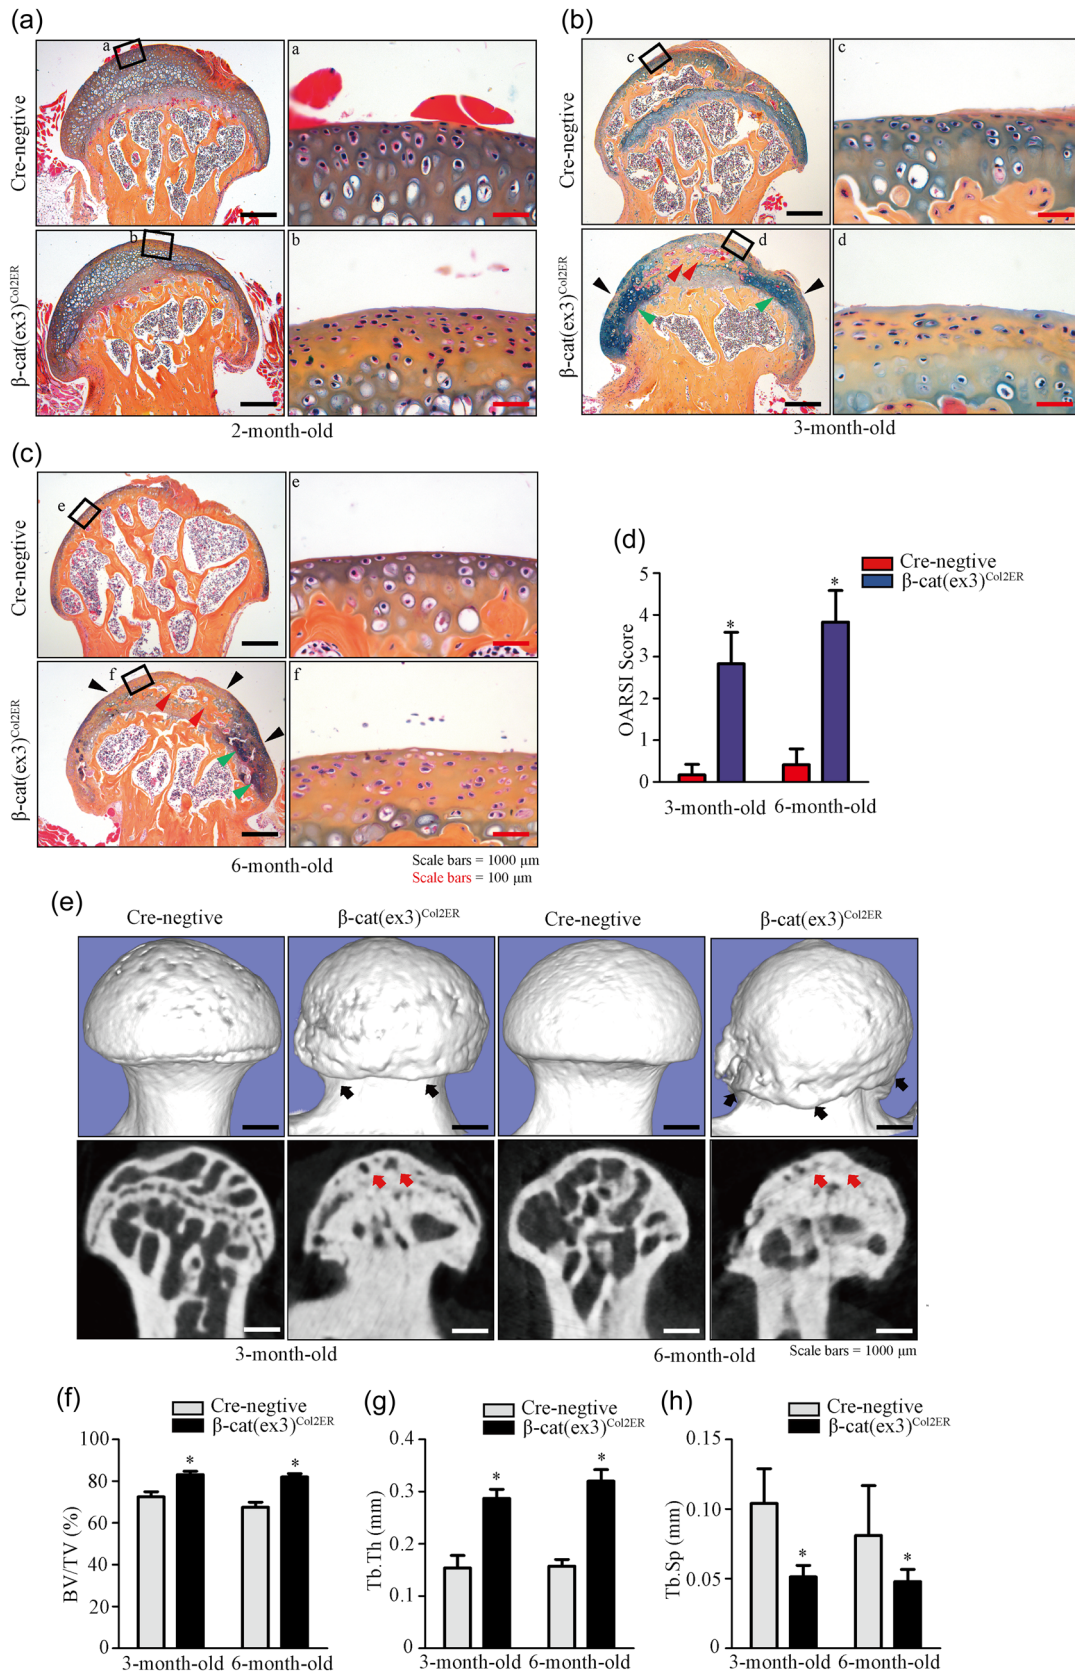 (a)
Cre-negtive
a
a
β-cat(ex3)Col2ER
b
b
2-month-old
(b)
Cre-negtive
c
c
β-cat(ex3)Col2ER
d
d
3-month-old
(c)
Cre-negtive
e
e
β-cat(ex3)Col2ER
f
f
6-month-old
Scale bars = 1000 μm
Scale bars = 100 μm
(d)
Cre-negtive
β-cat(ex3)Col2ER
OARSI Score
5
4
3
2
1
0
*
*
3-month-old
6-month-old
(e)
Cre-negtive
β-cat(ex3)Col2ER
Cre-negtive
β-cat(ex3)Col2ER
3-month-old
6-month-old
Scale bars = 1000 μm
(f)
Cre-negtive
β-cat(ex3)Col2ER
BV/TV (%)
100
80
60
40
20
0
*
*
3-month-old
6-month-old
(g)
Cre-negtive
β-cat(ex3)Col2ER
Tb.Th (mm)
0.4
0.3
0.2
0.1
0.0
*
*
3-month-old
6-month-old
(h)
Cre-negtive
β-cat(ex3)Col2ER
Tb.Sp (mm)
0.15
0.10
0.05
0.00
*
*
3-month-old
6-month-old